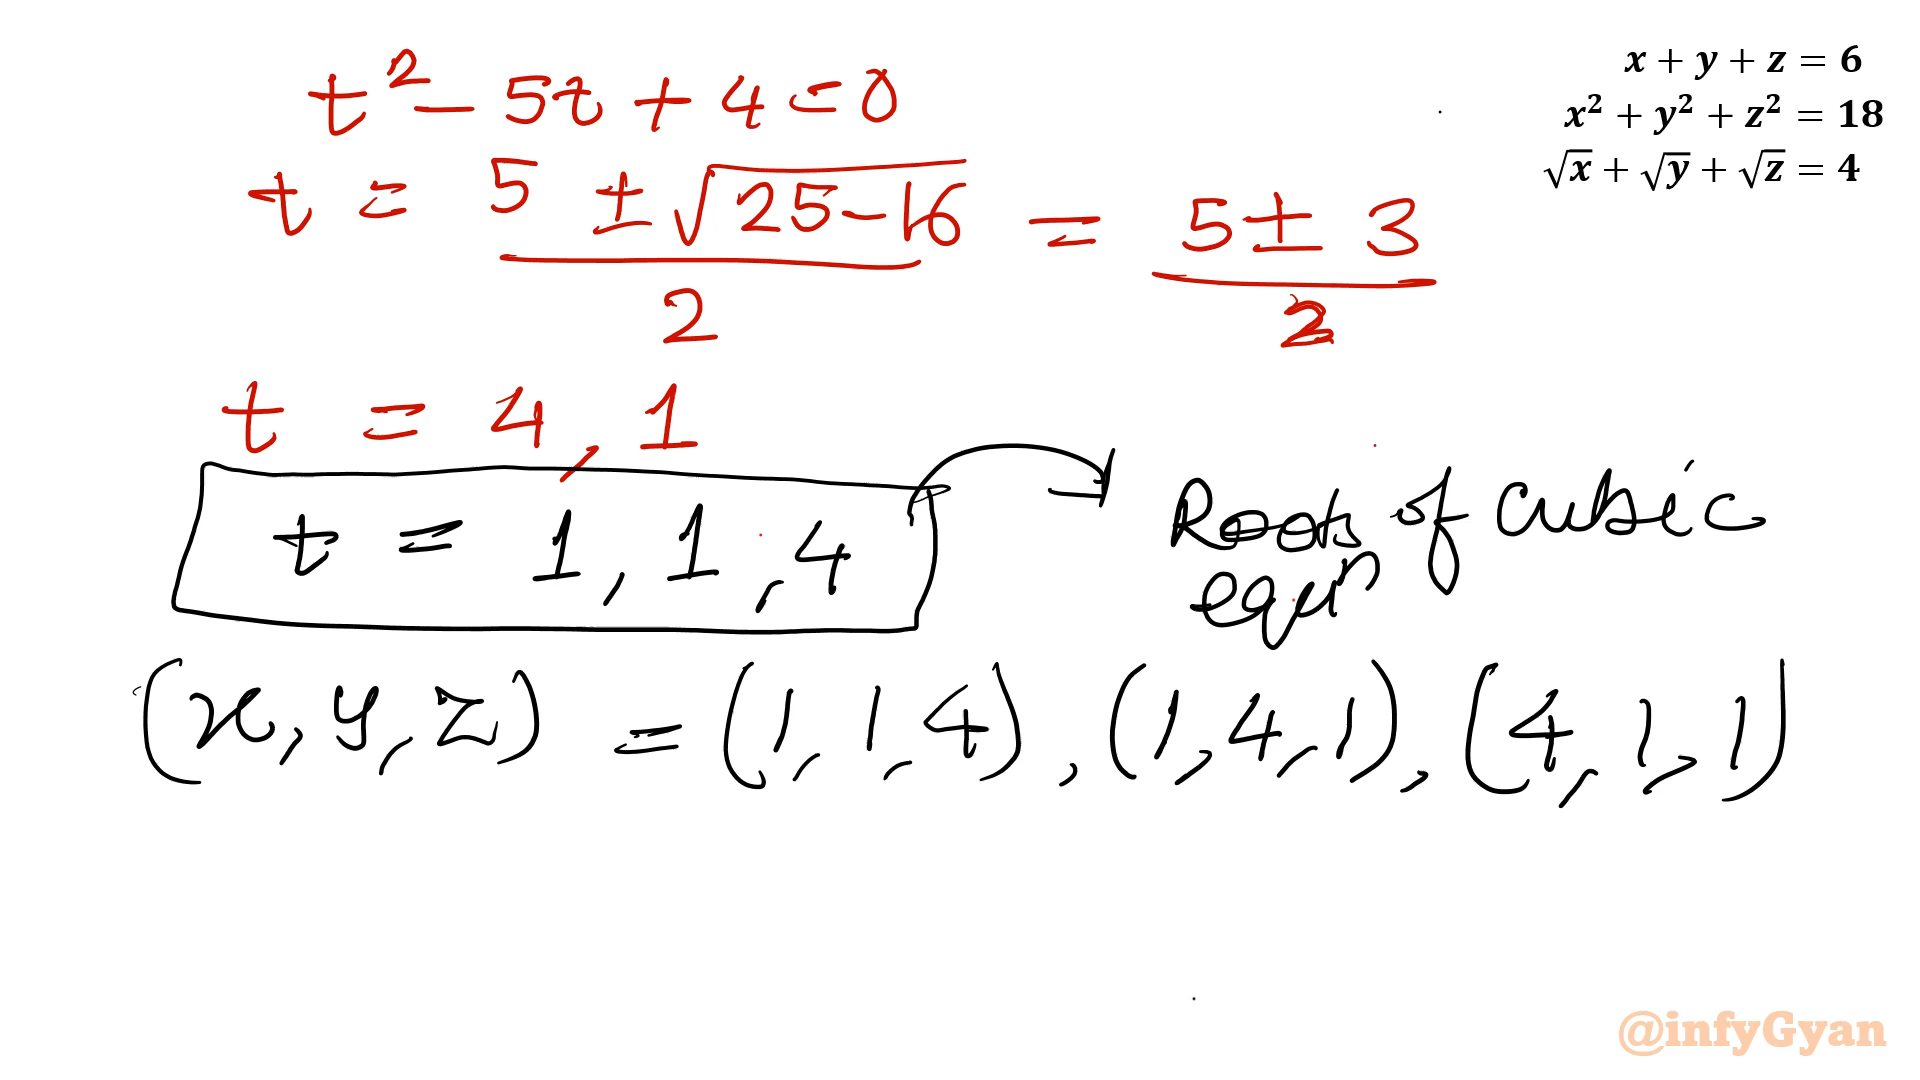 t² - 5t + 4 = 0
x + y + z = 6
x² + y² + z² = 18
√x + √y + √z = 4
t = (5 ± √(25-16))/2 = (5 ± 3)/2
t = 4, 1
t = 1, 1, 4
Roots of cubic
equn
(x, y, z) = (1, 1, 4), (1, 4, 1), (4, 1, 1)
@infyGyan